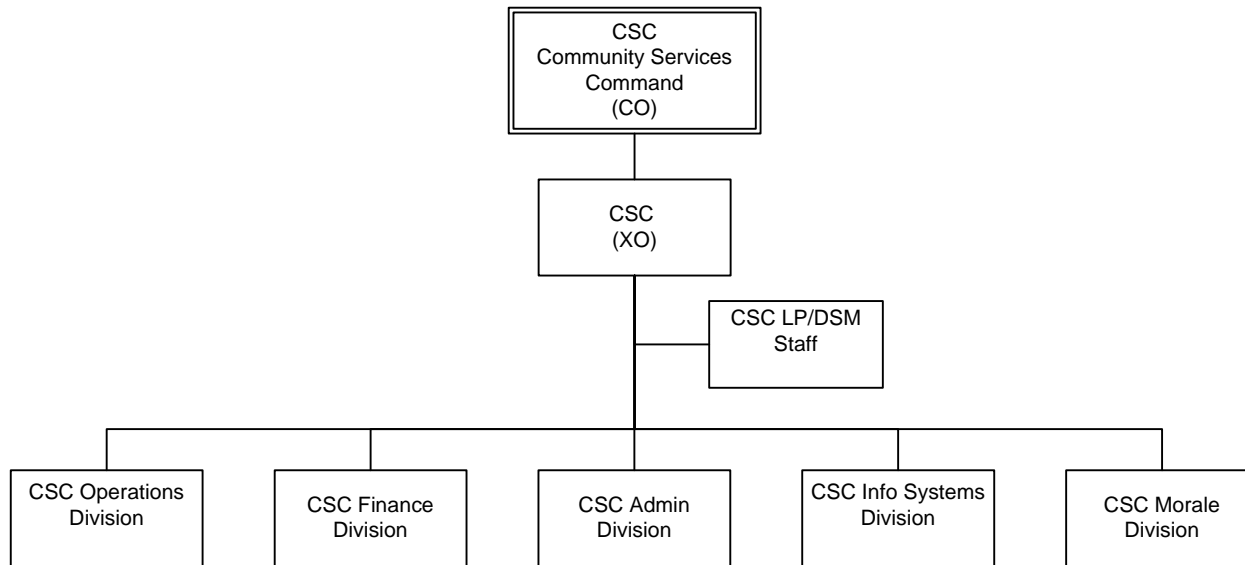 CSC
Community Services
Command
(CO)
CSC
(XO)
CSC LP/DSM
Staff
CSC Operations
Division
CSC Finance
Division
CSC Admin
Division
CSC Info Systems
Division
CSC Morale
Division